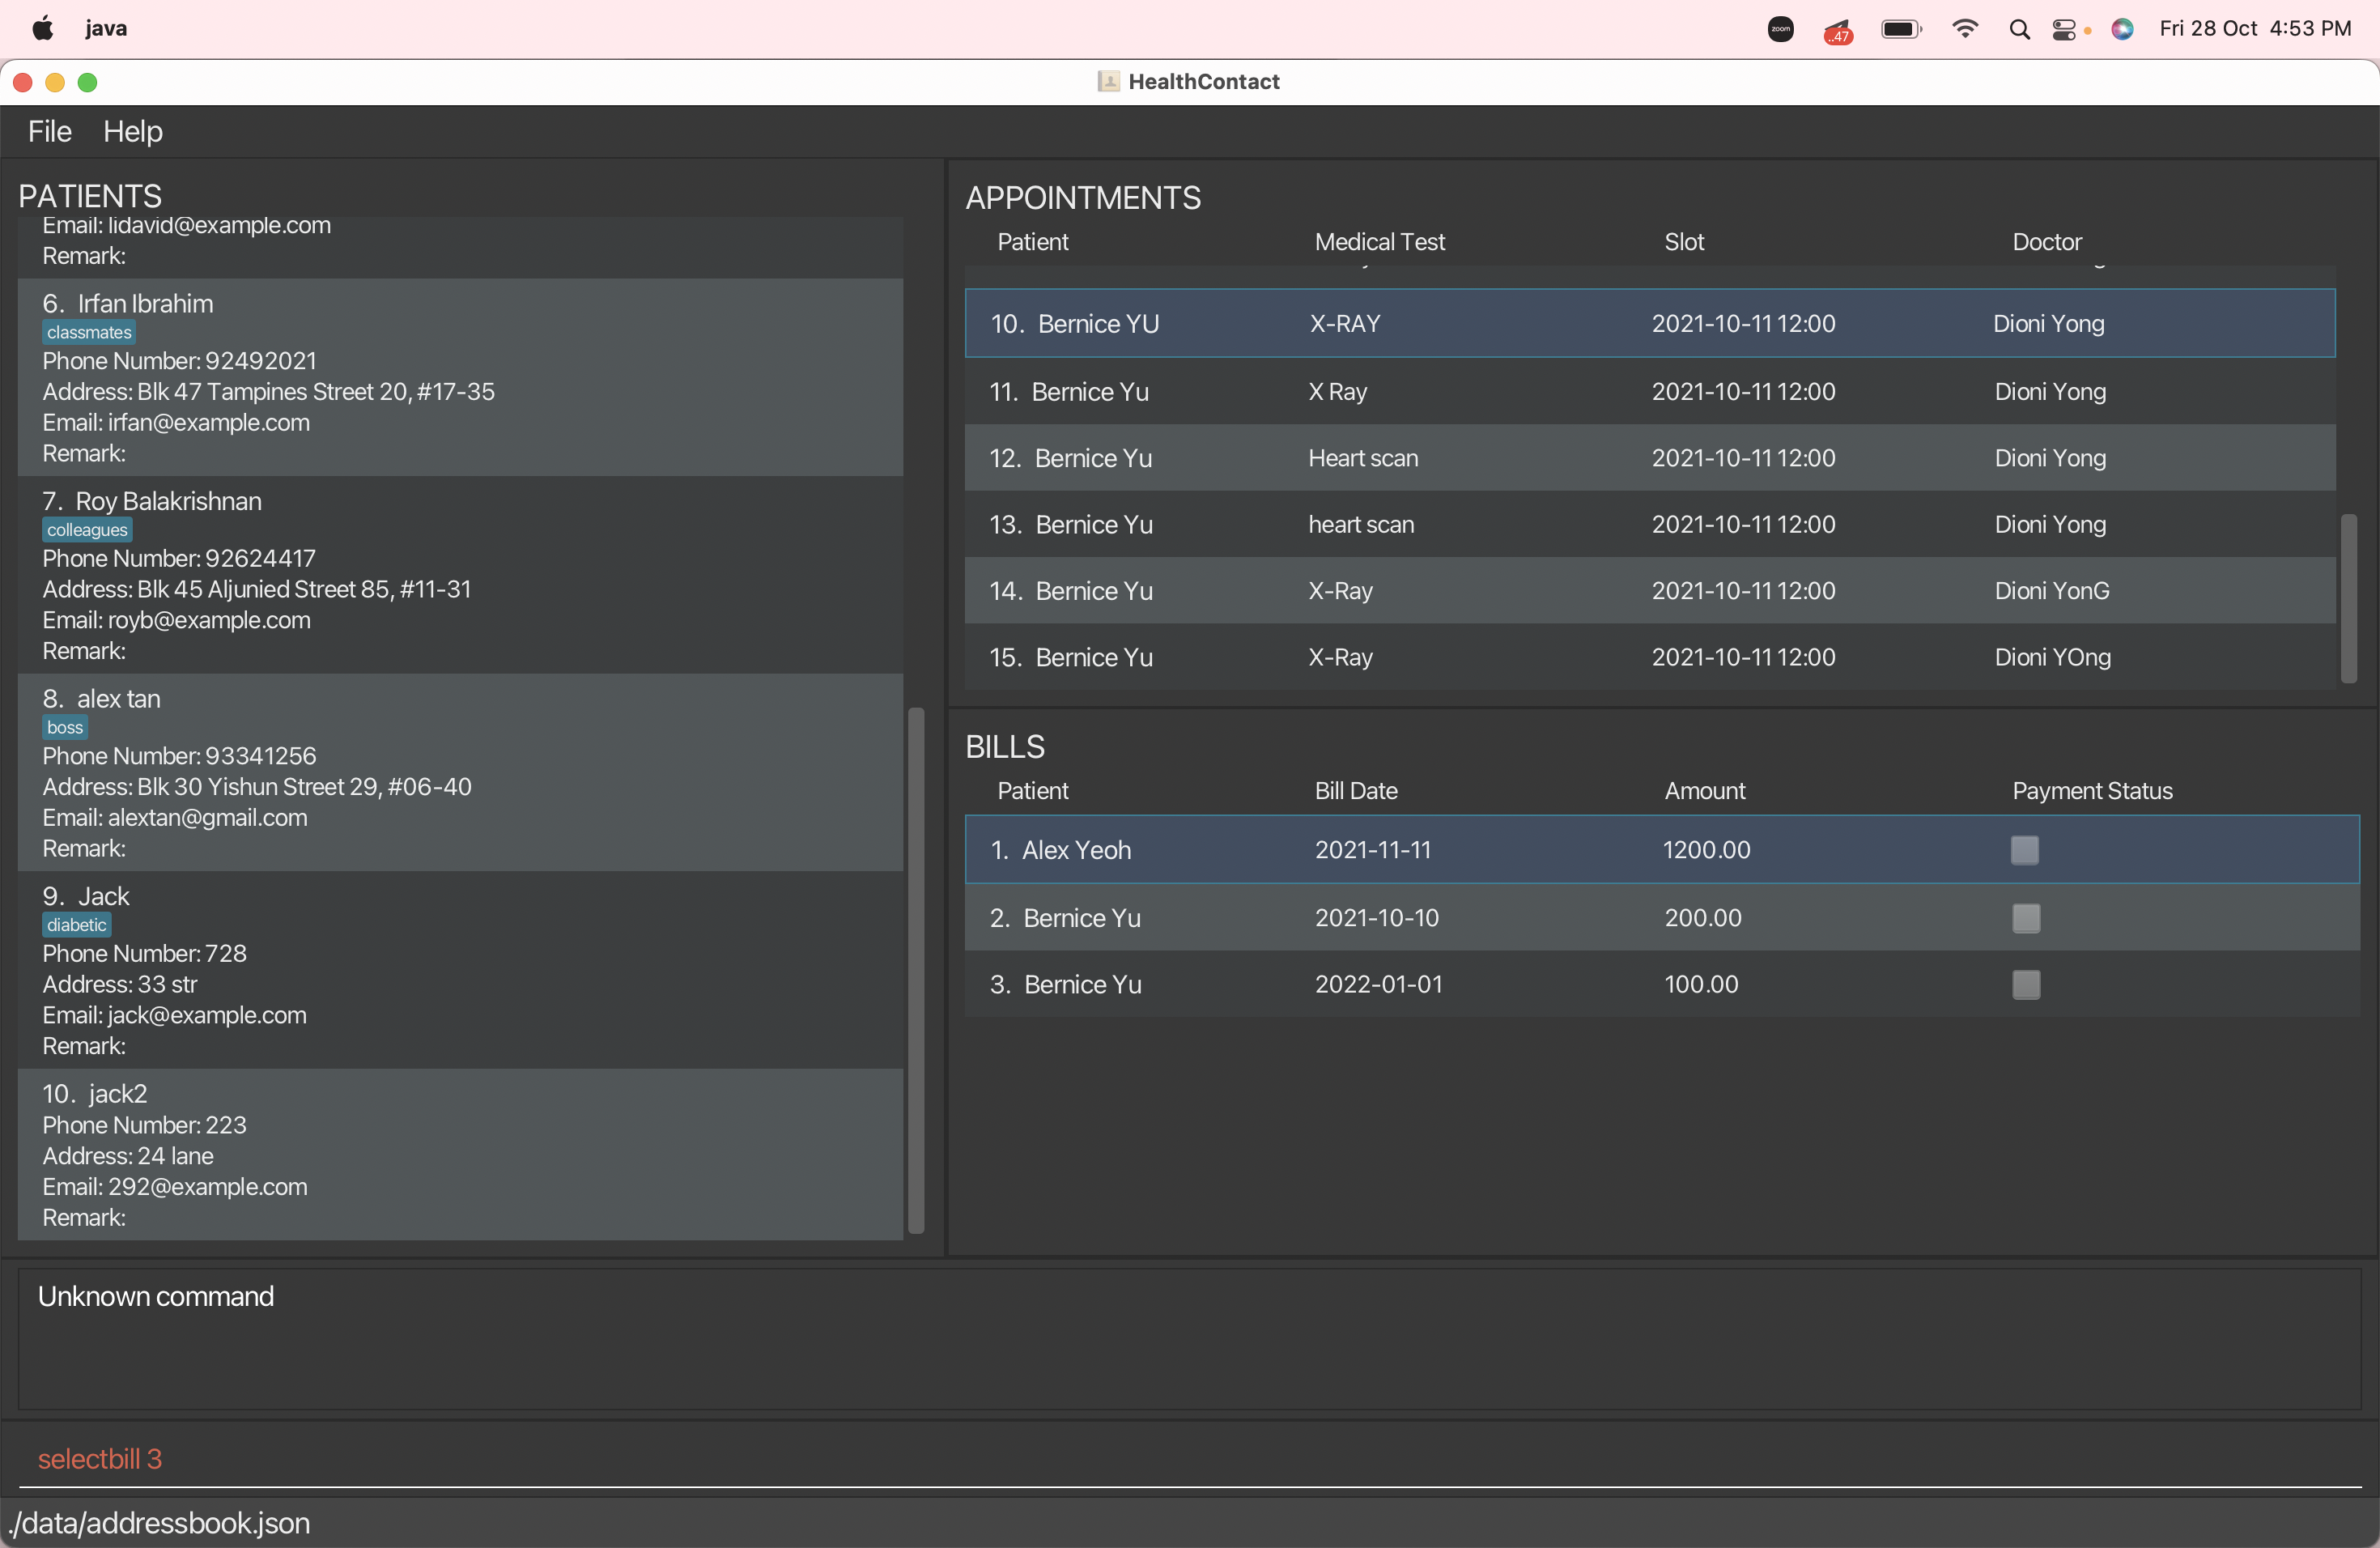 java
zoom
..47
Fri 28 Oct 4:53 PM
HealthContact
File Help
PATIENTS
Email: lidavid@example.com
Remark:
6. Irfan Ibrahim
classmates
Phone Number: 92492021
Address: Blk 47 Tampines Street 20, #17-35
Email: irfan@example.com
Remark:
7. Roy Balakrishnan
colleagues
Phone Number: 92624417
Address: Blk 45 Aljunied Street 85, #11-31
Email: royb@example.com
Remark:
8. alex tan
boss
Phone Number: 93341256
Address: Blk 30 Yishun Street 29, #06-40
Email: alextan@gmail.com
Remark:
9. Jack
diabetic
Phone Number: 728
Address: 33 str
Email: jack@example.com
Remark:
10. jack2
Phone Number: 223
Address: 24 lane
Email: 292@example.com
Remark:
APPOINTMENTS
Patient Medical Test Slot Doctor
10. Bernice YU X-RAY 2021-10-11 12:00 Dioni Yong
11. Bernice Yu X Ray 2021-10-11 12:00 Dioni Yong
12. Bernice Yu Heart scan 2021-10-11 12:00 Dioni Yong
13. Bernice Yu heart scan 2021-10-11 12:00 Dioni Yong
14. Bernice Yu X-Ray 2021-10-11 12:00 Dioni YonG
15. Bernice Yu X-Ray 2021-10-11 12:00 Dioni YOng
BILLS
Patient Bill Date Amount Payment Status
1. Alex Yeoh 2021-11-11 1200.00
2. Bernice Yu 2021-10-10 200.00
3. Bernice Yu 2022-01-01 100.00
Unknown command
selectbill 3
./data/addressbook.json